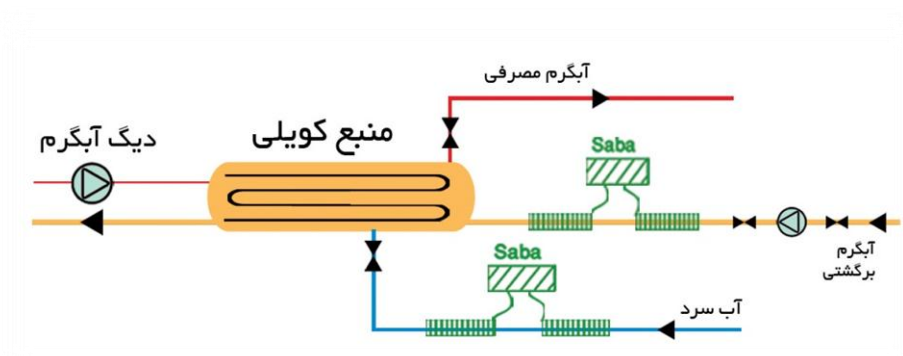 آبگرم مصرفی
منبع کویلی
دیگ آبگرم
Saba
آبگرم
برگشتی
Saba
آب سرد